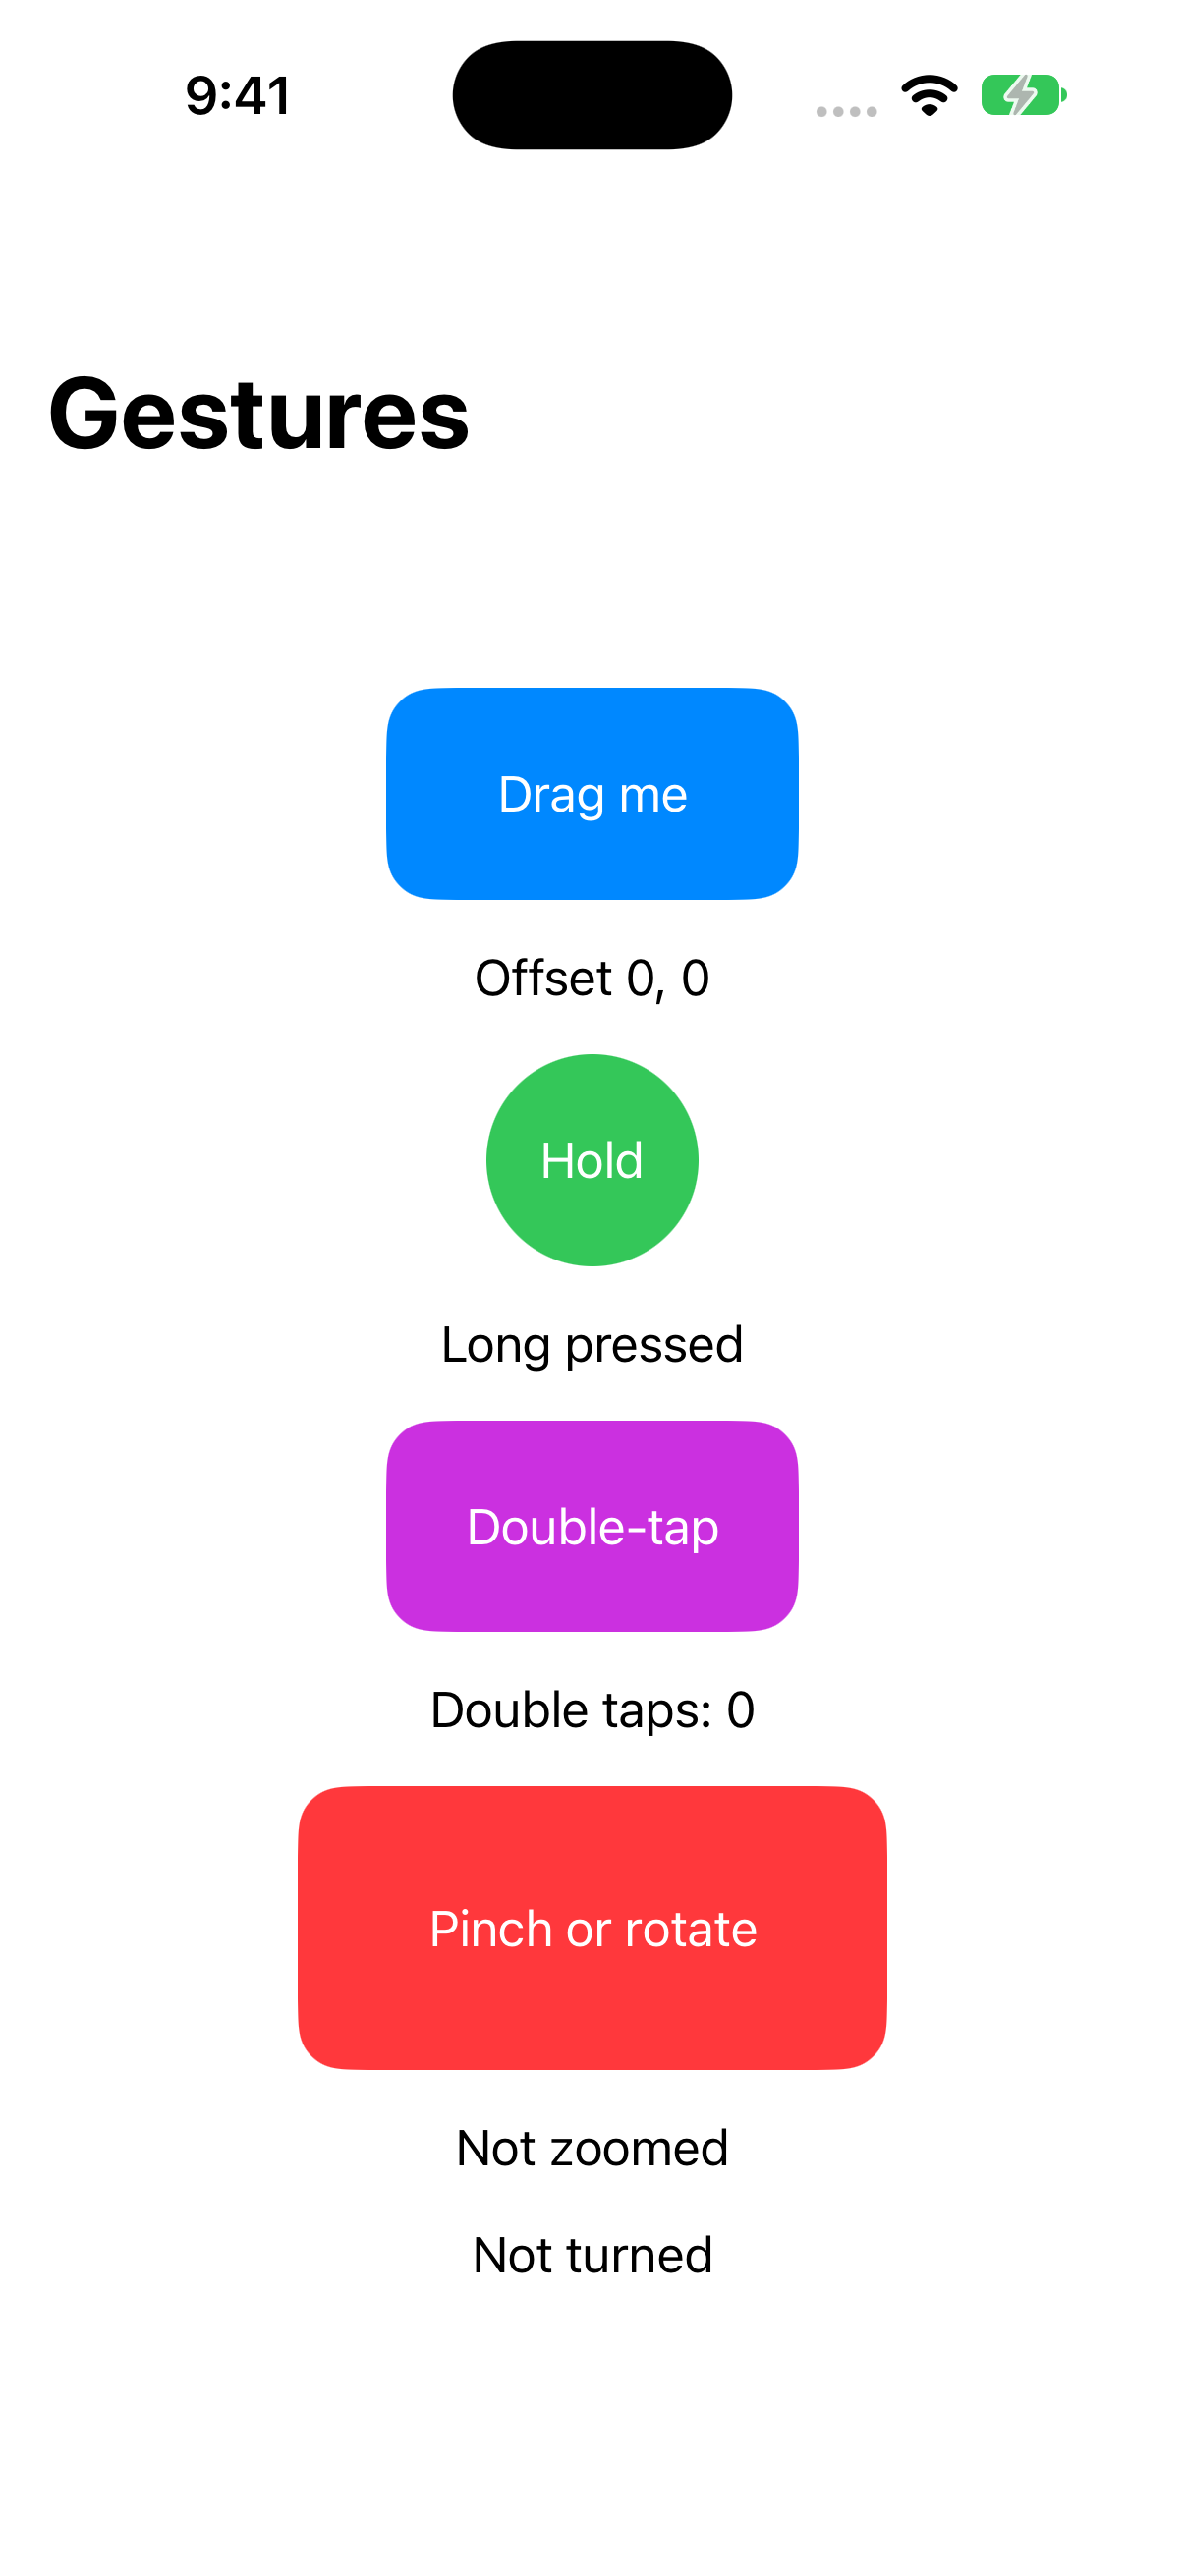 9:41
Gestures
Drag me
Offset 0, 0
Hold
Long pressed
Double-tap
Double taps: 0
Pinch or rotate
Not zoomed
Not turned